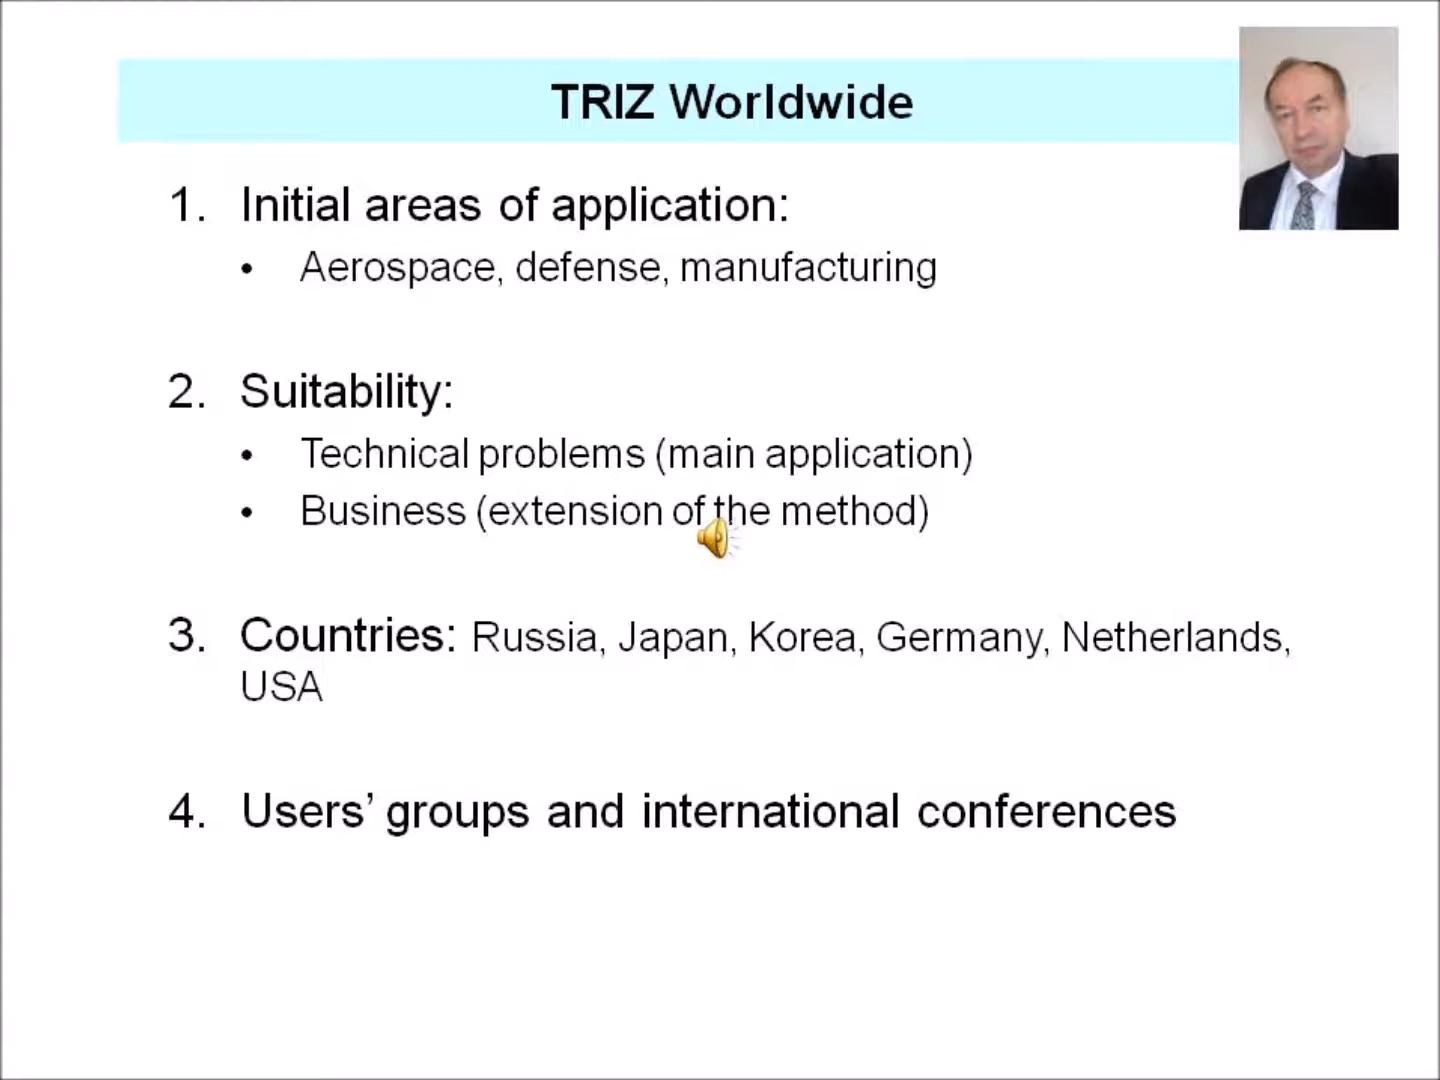 TRIZ Worldwide
1. Initial areas of application:
• Aerospace, defense, manufacturing
2. Suitability:
• Technical problems (main application)
• Business (extension of the method)
3. Countries: Russia, Japan, Korea, Germany, Netherlands,
USA
4. Users’ groups and international conferences